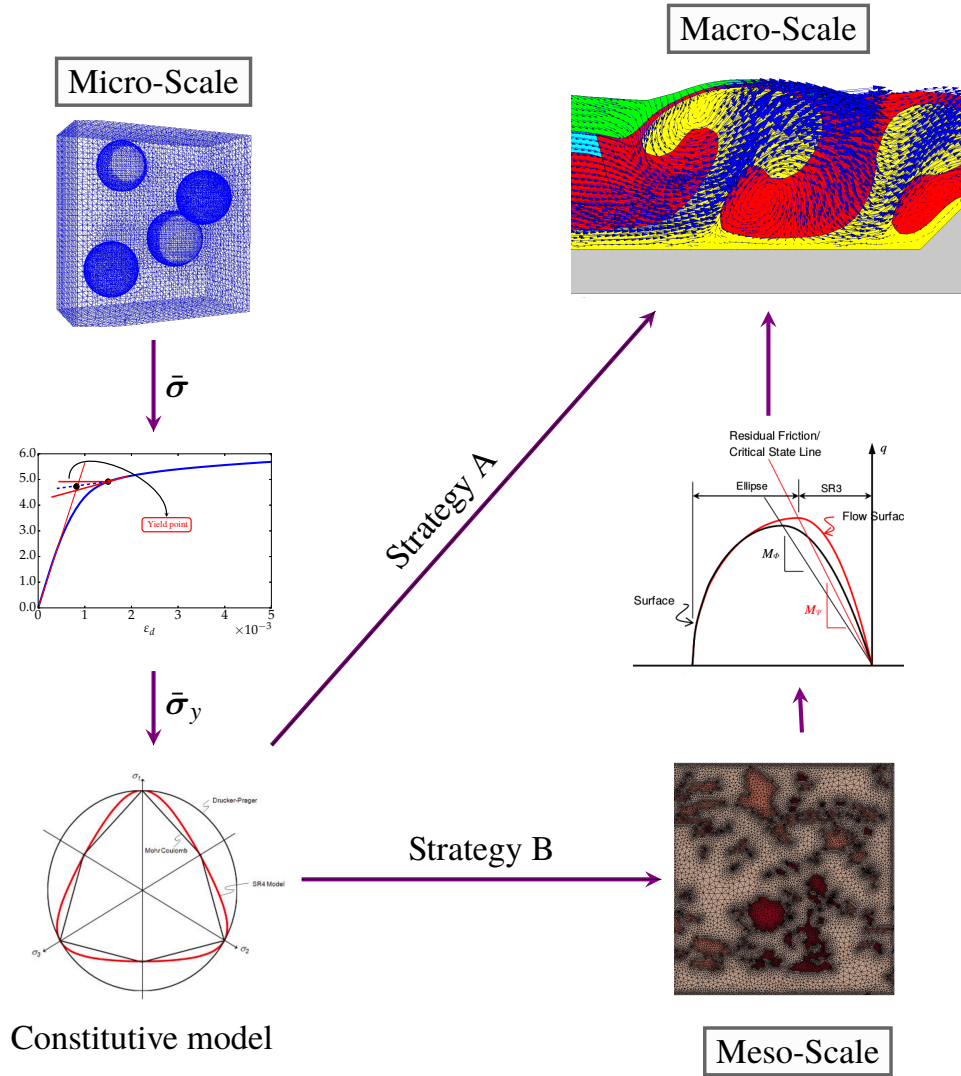 Macro-Scale
Micro-Scale
σ̄
6.0
5.0
4.0
3.0
2.0
1.0
0.0
0
1
2
3
4
5
ε_d
×10⁻³
Yield point
Strategy A
Residual Friction/
Critical State Line
q
Ellipse
SR3
Flow Surfac
M_Φ
Surface
M_Ψ
σ̄_y
σ₁
Drucker-Prager
Mohr Coulomb
SR4 Model
σ₃
σ₂
Strategy B
Constitutive model
Meso-Scale